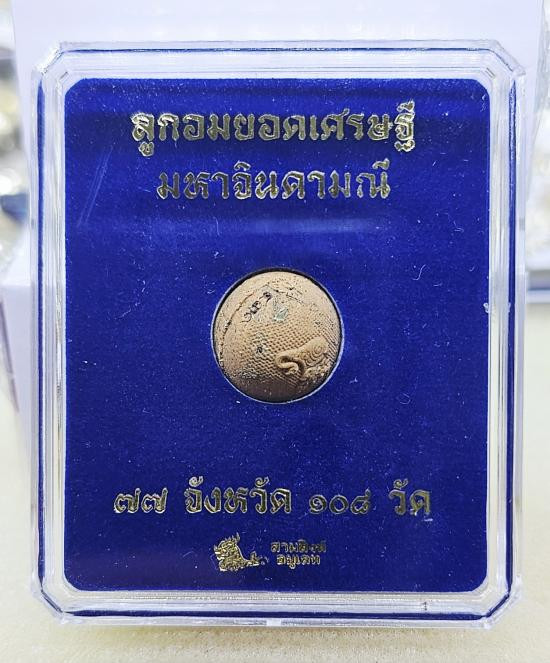 ลูกอมยอดเศรษฐี
มหาจินดามณี
๗๗ จังหวัด ๑๐๘ วัด